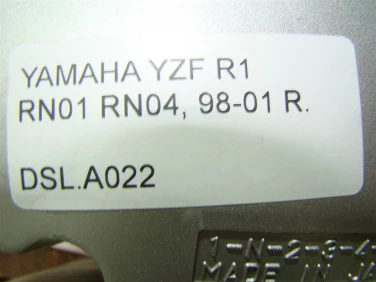 YAMAHA YZF R1
RN01 RN04, 98-01 R.
DSL.A022
1-N-2-3-4-
MADE IN JA